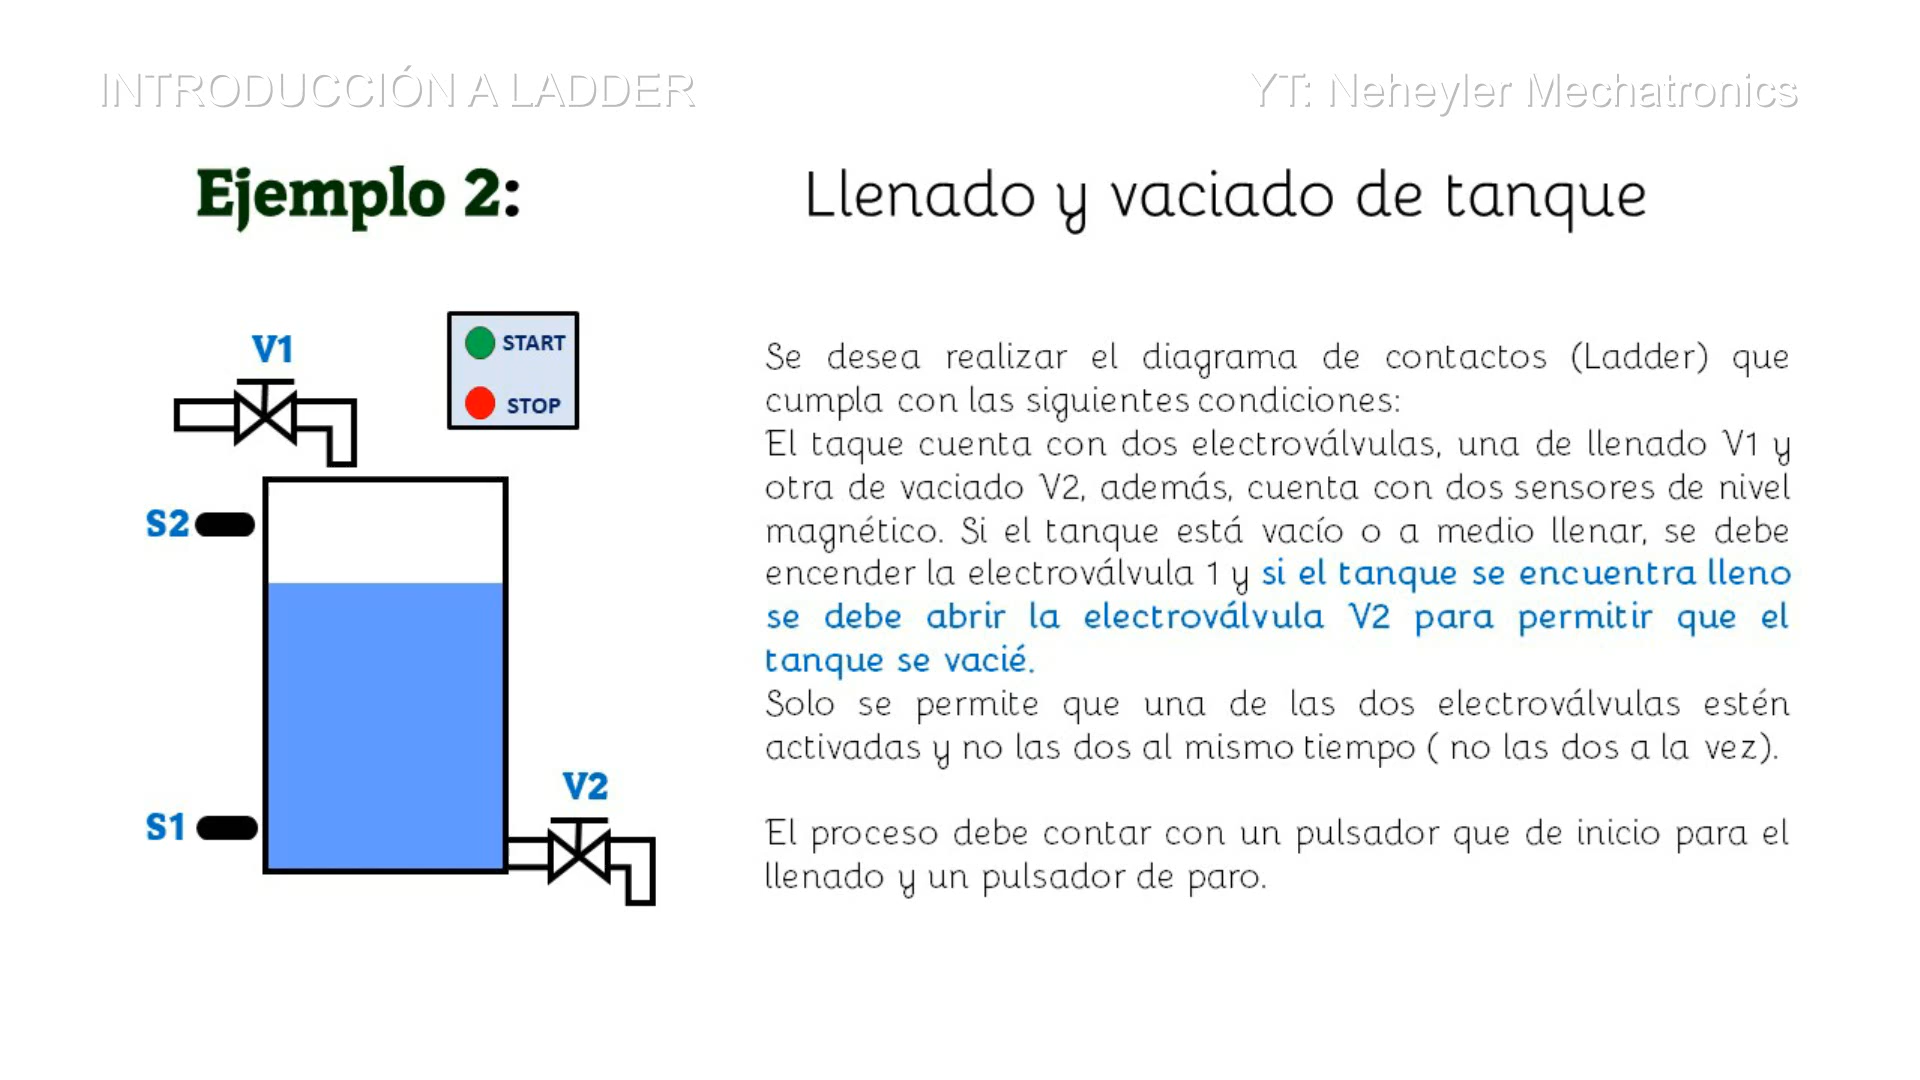 INTRODUCCIÓN A LADDER
YT: Neheyler Mechatronics
Ejemplo 2:
Llenado y vaciado de tanque
V1
START
STOP
S2
S1
V2
Se desea realizar el diagrama de contactos (Ladder) que
cumpla con las siguientes condiciones:
El taque cuenta con dos electroválvulas, una de llenado V1 y
otra de vaciado V2, además, cuenta con dos sensores de nivel
magnético. Si el tanque está vacío o a medio llenar, se debe
encender la electroválvula 1 y si el tanque se encuentra lleno
se debe abrir la electroválvula V2 para permitir que el
tanque se vacié.
Solo se permite que una de las dos electroválvulas estén
activadas y no las dos al mismo tiempo ( no las dos a la vez).
El proceso debe contar con un pulsador que de inicio para el
llenado y un pulsador de paro.